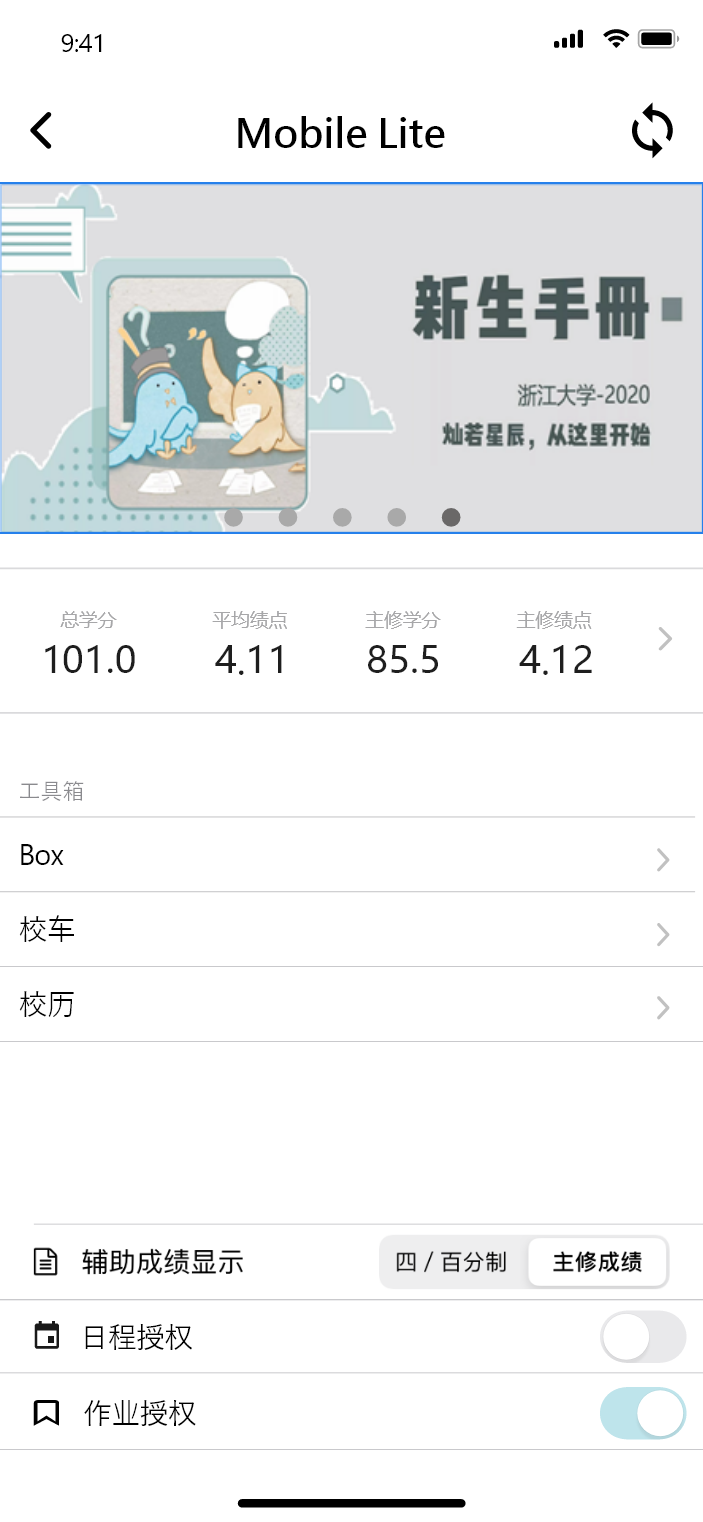 9:41
Mobile Lite
新生手冊
浙江大学-2020
灿若星辰，从这里开始
总学分 平均绩点 主修学分 主修绩点
101.0 4.11 85.5 4.12
工具箱
Box
校车
校历
辅助成绩显示 四 / 百分制 主修成绩
日程授权
作业授权